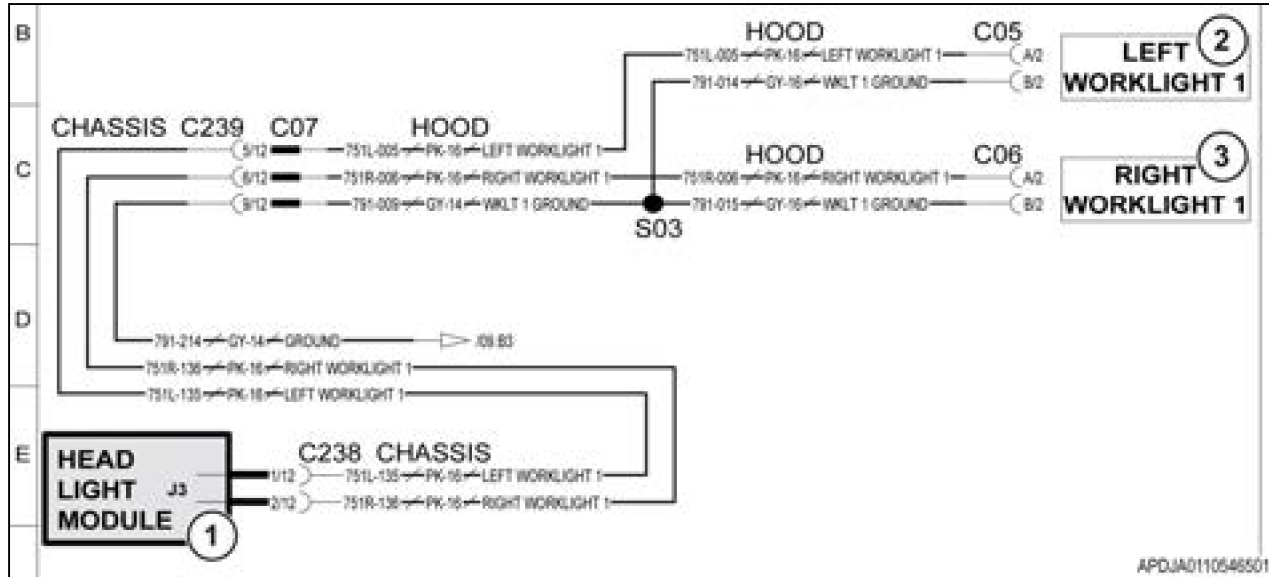 B
HOOD C05
751L-005 PK-16 LEFT WORKLIGHT 1 A/2
791-014 GY-16 WKLT 1 GROUND B/2
LEFT WORKLIGHT 1
2
CHASSIS C239 C07 HOOD
5/12 751L-005 PK-16 LEFT WORKLIGHT 1
C
6/12 751R-006 PK-16 RIGHT WORKLIGHT 1
9/12 791-009 GY-14 WKLT 1 GROUND
S03
HOOD C06
751R-006 PK-16 RIGHT WORKLIGHT 1 A/2
791-015 GY-16 WKLT 1 GROUND B/2
RIGHT WORKLIGHT 1
3
D
791-214 GY-14 GROUND /09.B3
751R-136 PK-16 RIGHT WORKLIGHT 1
751L-135 PK-16 LEFT WORKLIGHT 1
E
HEAD
LIGHT J3
MODULE
1
C238 CHASSIS
1/12 751L-135 PK-16 LEFT WORKLIGHT 1
2/12 751R-136 PK-16 RIGHT WORKLIGHT 1
APDJA0110546501